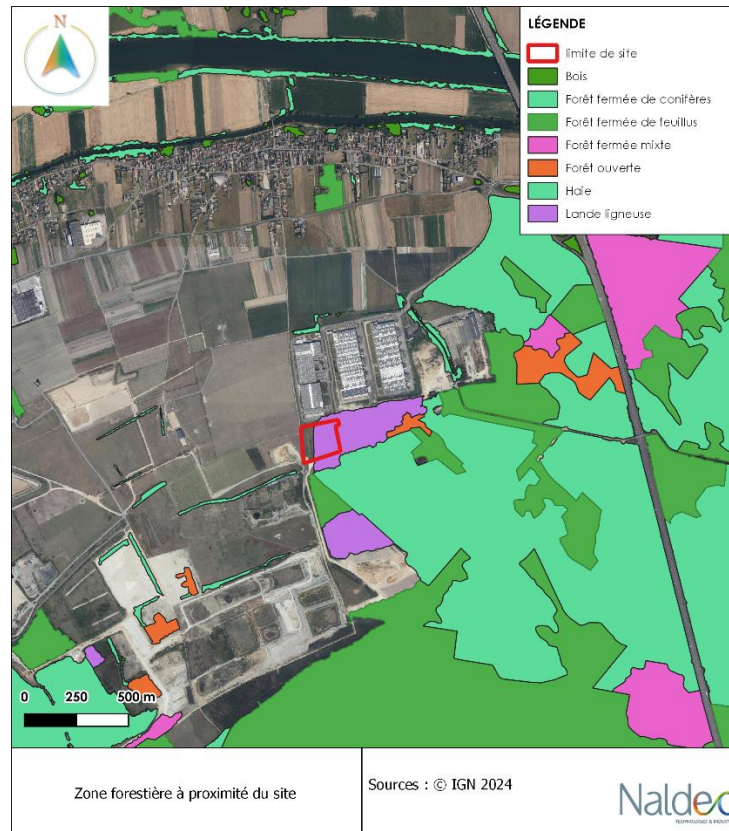 N
LÉGENDE
limite de site
Bois
Forêt fermée de conifères
Forêt fermée de feuillus
Forêt fermée mixte
Forêt ouverte
Haie
Lande ligneuse
0 250 500 m
Zone forestière à proximité du site
Sources : © IGN 2024
Naldeo